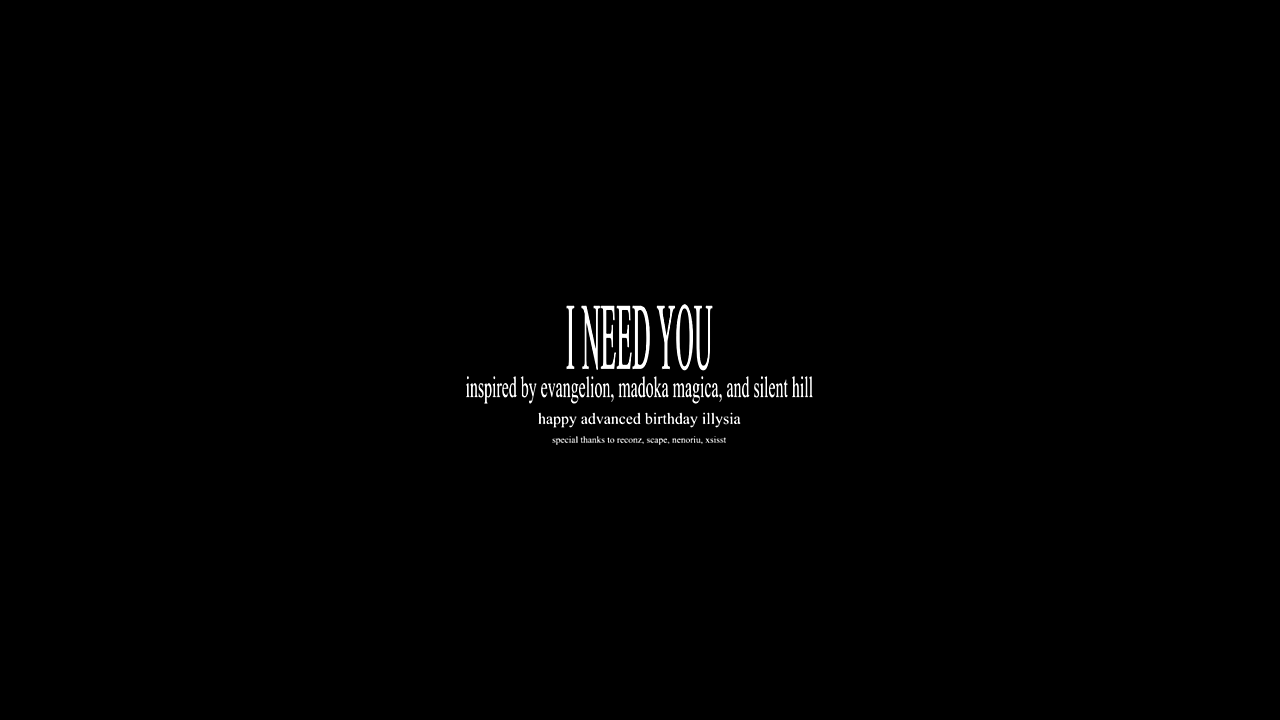 I NEED YOU
inspired by evangelion, madoka magica, and silent hill
happy advanced birthday illysia
special thanks to reconz, scape, nenoriu, xsisst